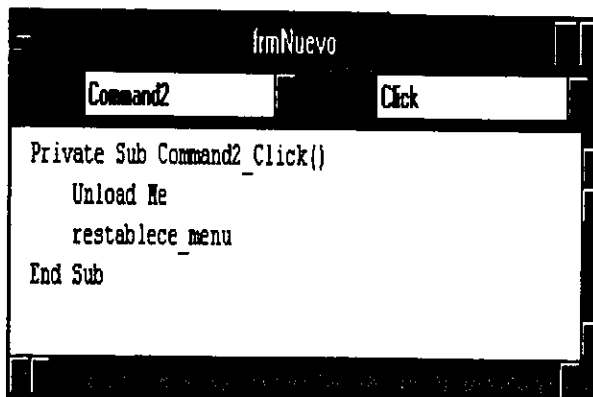 frmNuevo
Command2 Click
Private Sub Command2_Click()
Unload Me
restablece_menu
End Sub